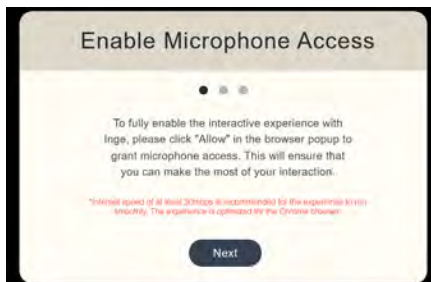 Enable Microphone Access
To fully enable the interactive experience with
Inge, please click "Allow" in the browser popup to
grant microphone access. This will ensure that
you can make the most of your interaction.
*Internet speed of at least 30mbps is recommended for the experience to run
smoothly. The experience is optimized for the Chrome browser.
Next